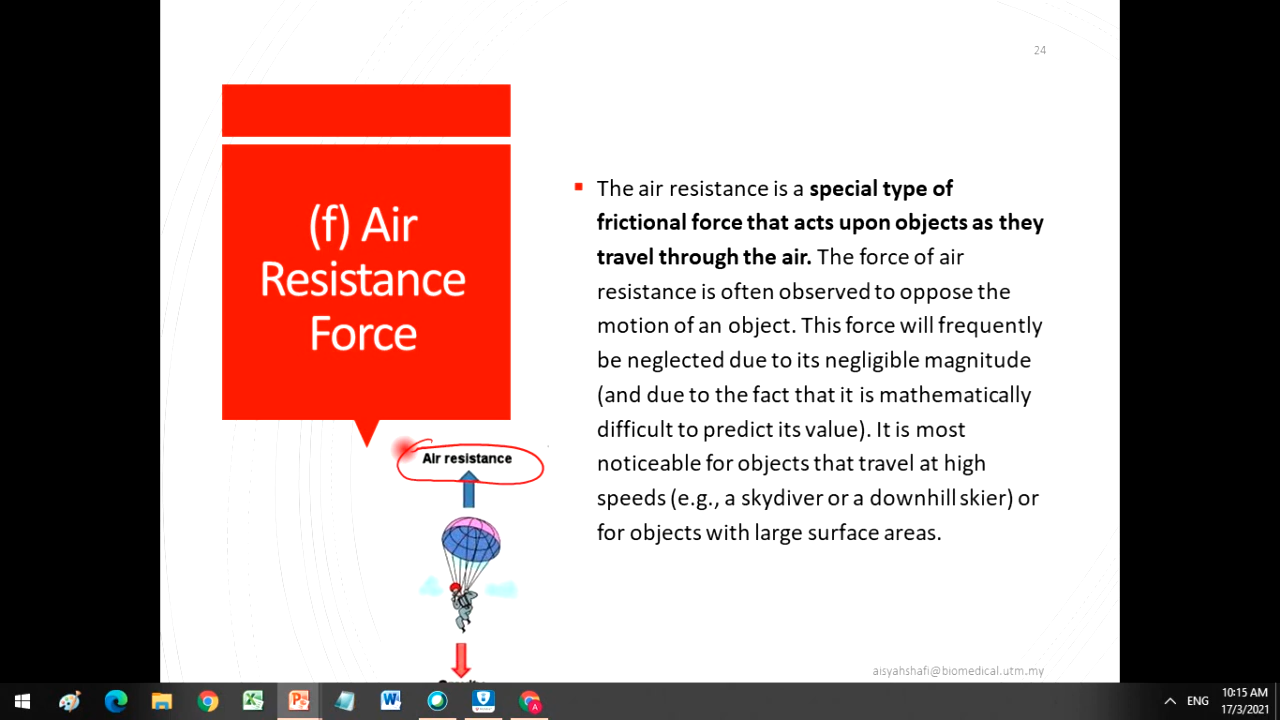 24
(f) Air
Resistance
Force
The air resistance is a special type of
frictional force that acts upon objects as they
travel through the air. The force of air
resistance is often observed to oppose the
motion of an object. This force will frequently
be neglected due to its negligible magnitude
(and due to the fact that it is mathematically
difficult to predict its value). It is most
noticeable for objects that travel at high
speeds (e.g., a skydiver or a downhill skier) or
for objects with large surface areas.
Air resistance
aisyahshafi@biomedical.utm.my
ENG
10:15 AM
17/3/2021